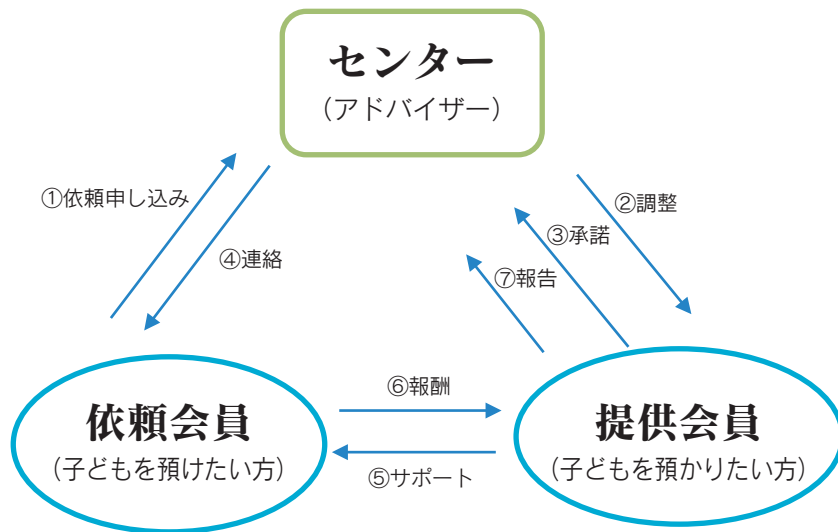 センター
(アドバイザー)
①依頼申し込み
②調整
③承諾
④連絡
⑦報告
⑥報酬
依頼会員
(子どもを預けたい方)
提供会員
(子どもを預かりたい方)
⑤サポート